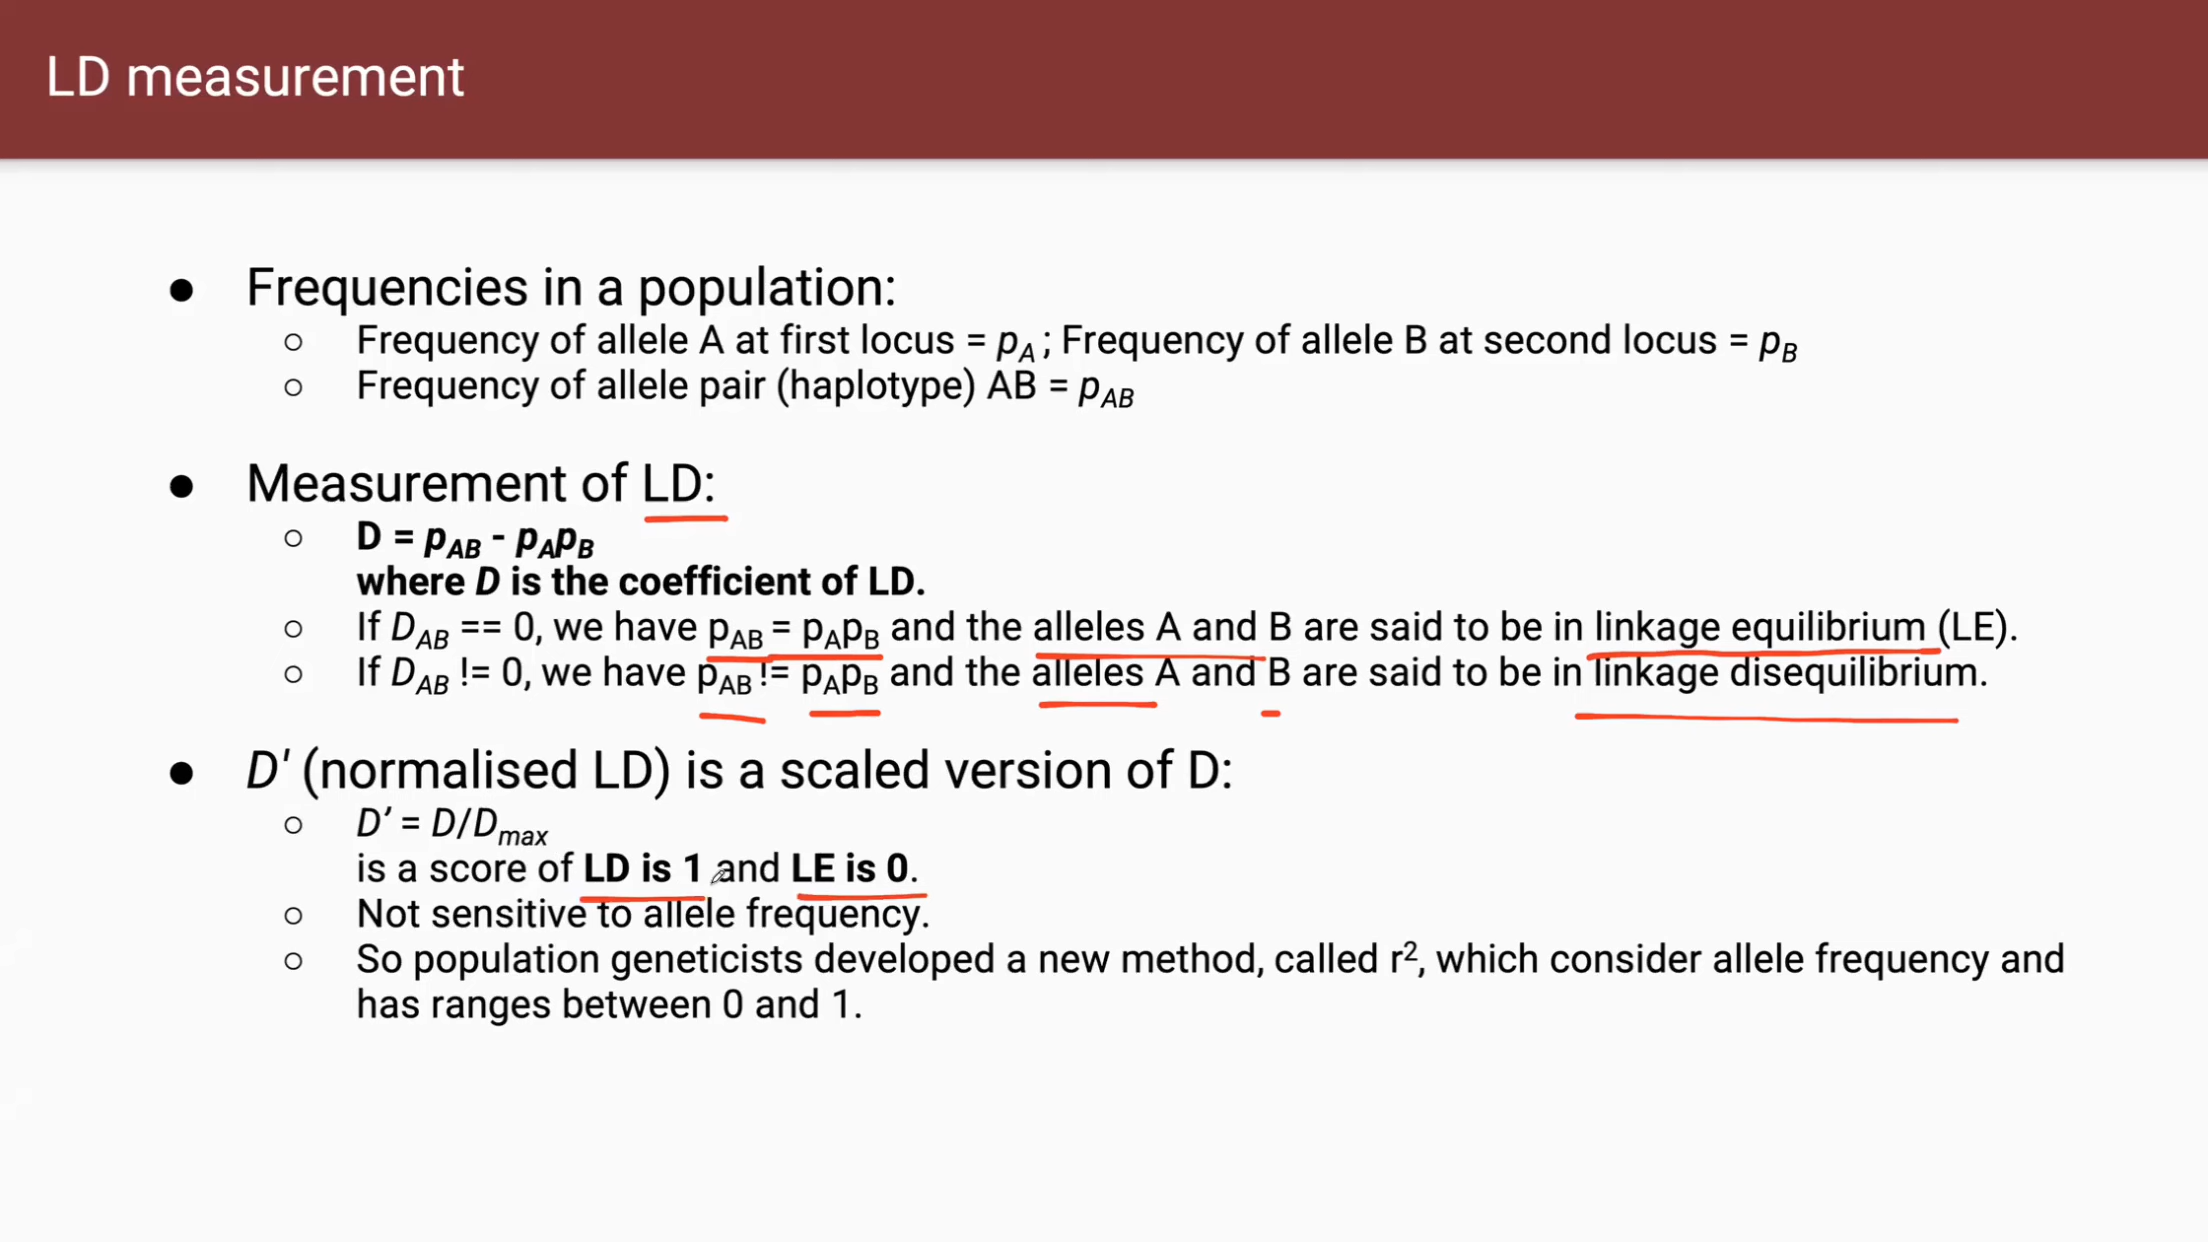 LD measurement
● Frequencies in a population:
○ Frequency of allele A at first locus = pA ; Frequency of allele B at second locus = pB
○ Frequency of allele pair (haplotype) AB = pAB
● Measurement of LD:
○ D = pAB - pApB
where D is the coefficient of LD.
○ If DAB == 0, we have pAB = pApB and the alleles A and B are said to be in linkage equilibrium (LE).
○ If DAB != 0, we have pAB != pApB and the alleles A and B are said to be in linkage disequilibrium.
● D' (normalised LD) is a scaled version of D:
○ D’ = D/Dmax
is a score of LD is 1 and LE is 0.
○ Not sensitive to allele frequency.
○ So population geneticists developed a new method, called r², which consider allele frequency and
has ranges between 0 and 1.